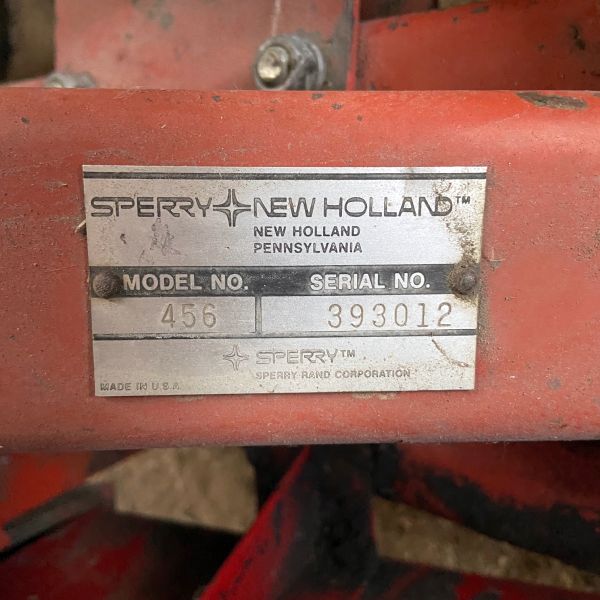 SPERRY NEW HOLLAND™
NEW HOLLAND
PENNSYLVANIA
MODEL NO. SERIAL NO.
456 393012
SPERRY™
SPERRY RAND CORPORATION
MADE IN U.S.A